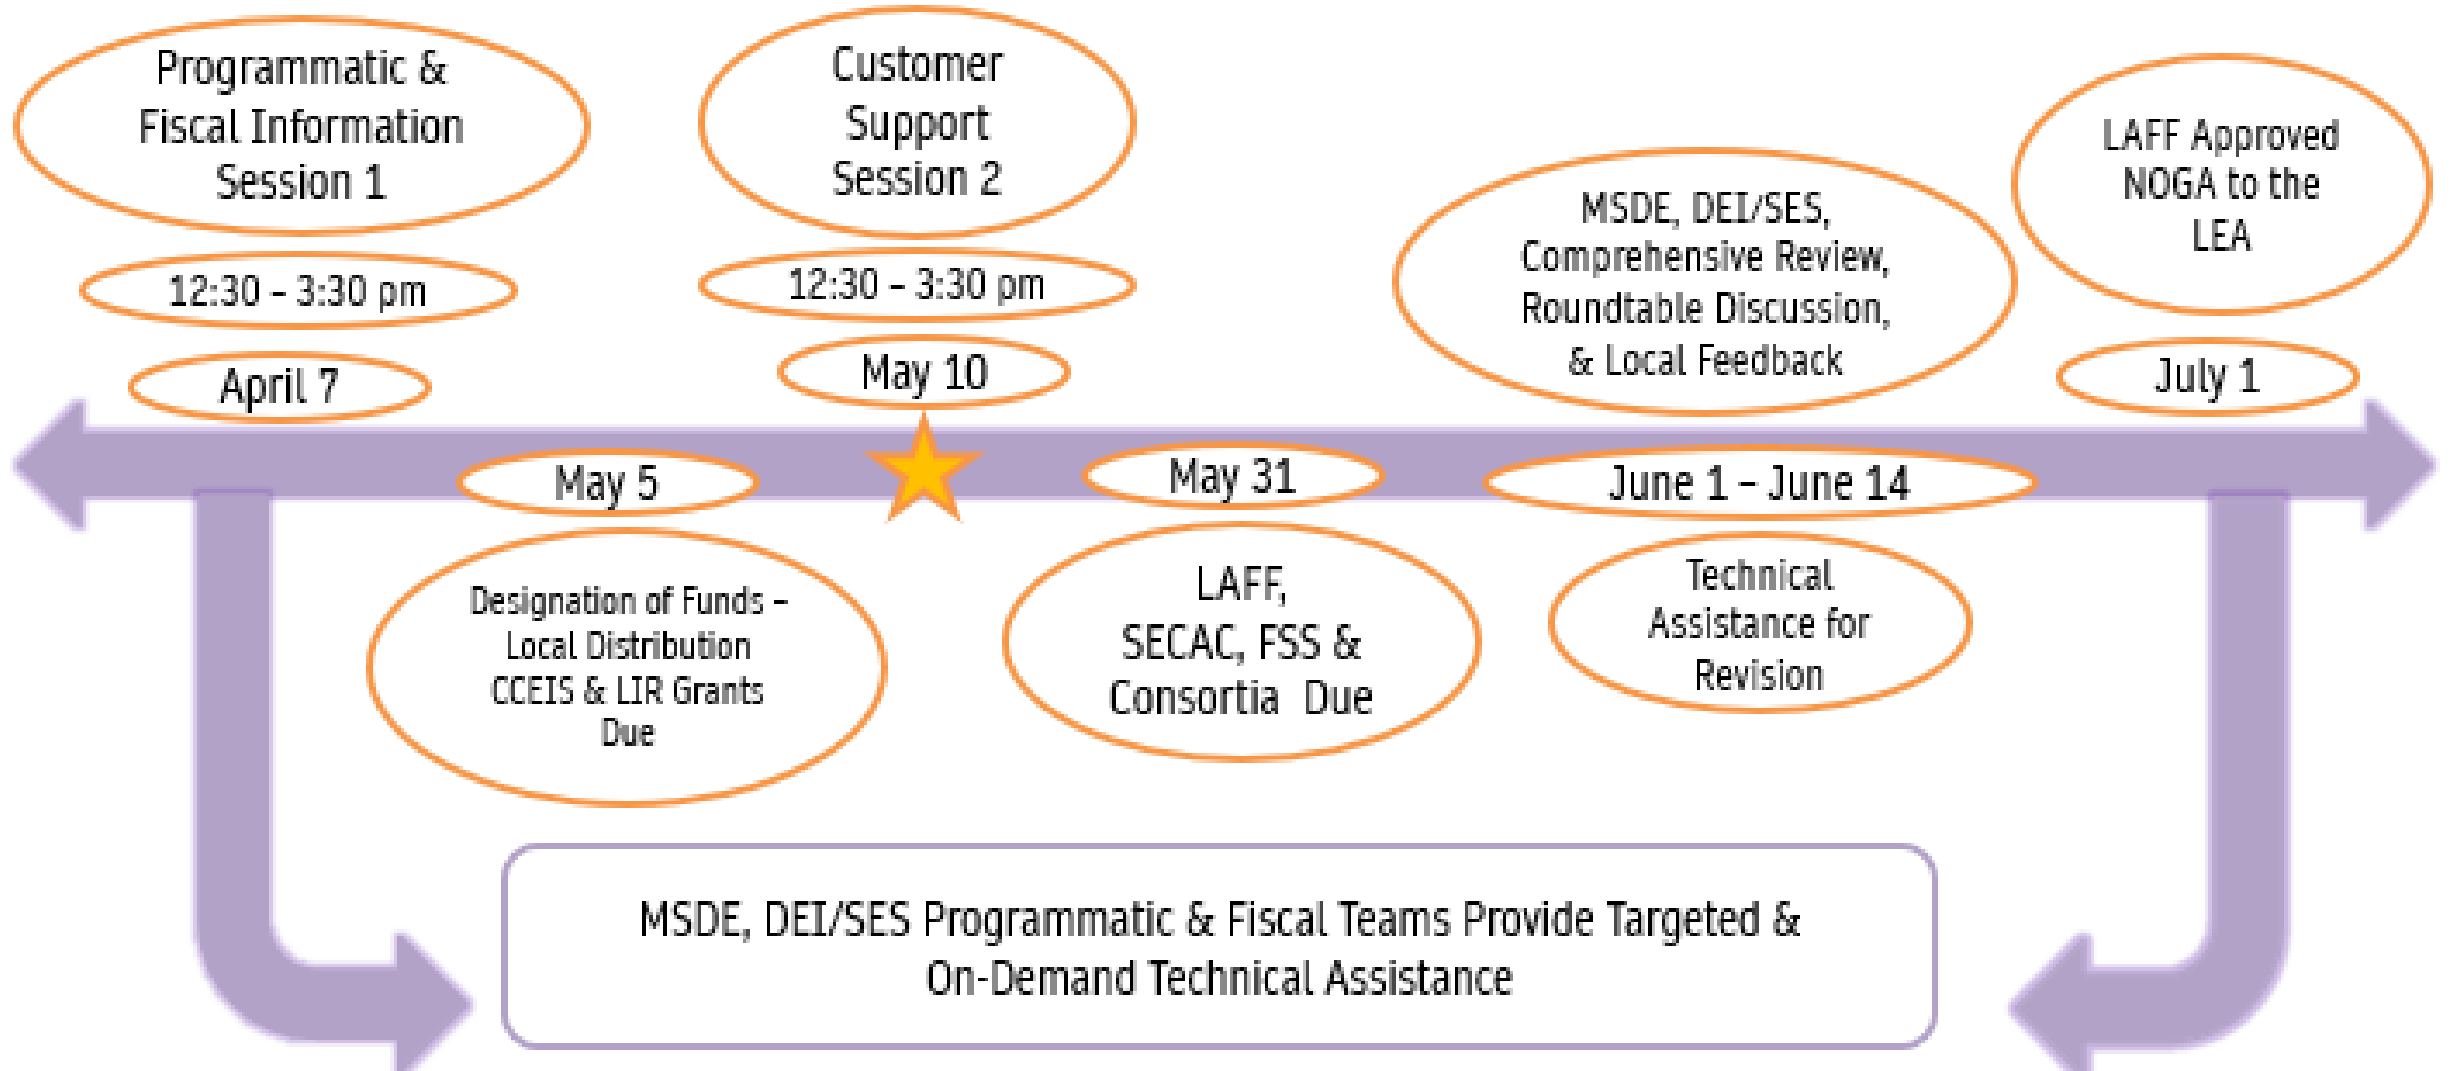 Programmatic &
Fiscal Information
Session 1
12:30 – 3:30 pm
April 7
Customer
Support
Session 2
12:30 – 3:30 pm
May 10
MSDE, DEI/SES,
Comprehensive Review,
Roundtable Discussion,
& Local Feedback
LAFF Approved
NOGA to the
LEA
July 1
May 5
Designation of Funds –
Local Distribution
CCEIS & LIR Grants
Due
May 31
LAFF,
SECAC, FSS &
Consortia Due
June 1 – June 14
Technical
Assistance for
Revision
MSDE, DEI/SES Programmatic & Fiscal Teams Provide Targeted &
On-Demand Technical Assistance